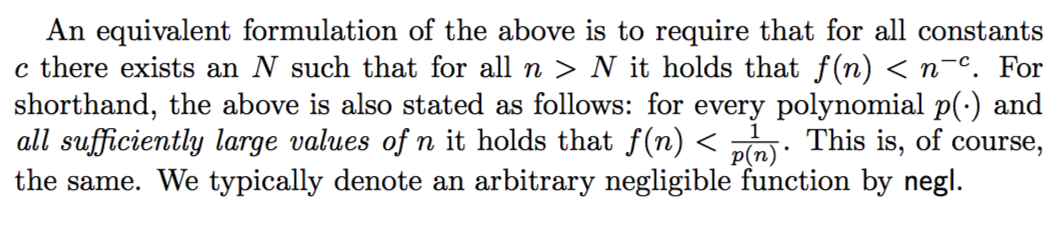 An equivalent formulation of the above is to require that for all constants
c there exists an N such that for all n > N it holds that f(n) < n⁻ᶜ. For
shorthand, the above is also stated as follows: for every polynomial p(·) and
all sufficiently large values of n it holds that f(n) < 1/p(n). This is, of course,
the same. We typically denote an arbitrary negligible function by negl.